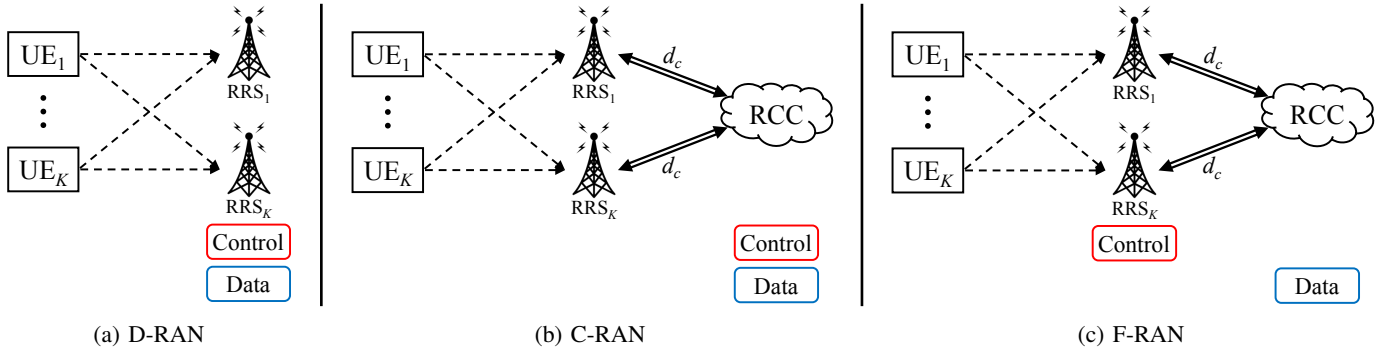 UE1
UEK
RRS1
RRSK
Control
Data
(a) D-RAN
UE1
UEK
RRS1
RRSK
dc
dc
RCC
Control
Data
(b) C-RAN
UE1
UEK
RRS1
RRSK
dc
dc
RCC
Control
Data
(c) F-RAN